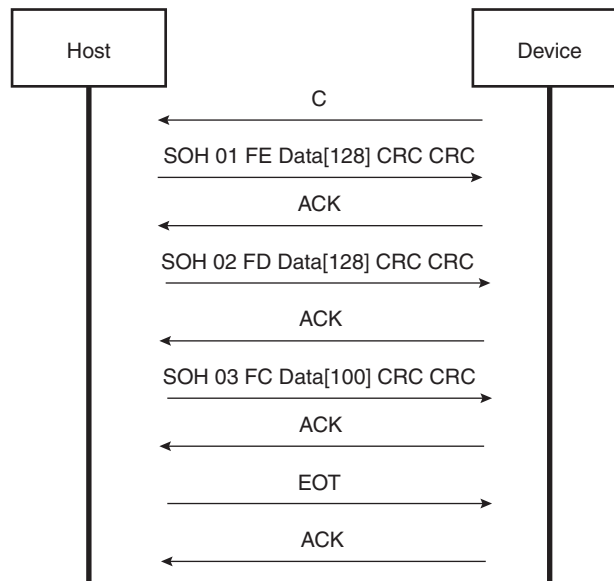 Host
Device
C
SOH 01 FE Data[128] CRC CRC
ACK
SOH 02 FD Data[128] CRC CRC
ACK
SOH 03 FC Data[100] CRC CRC
ACK
EOT
ACK